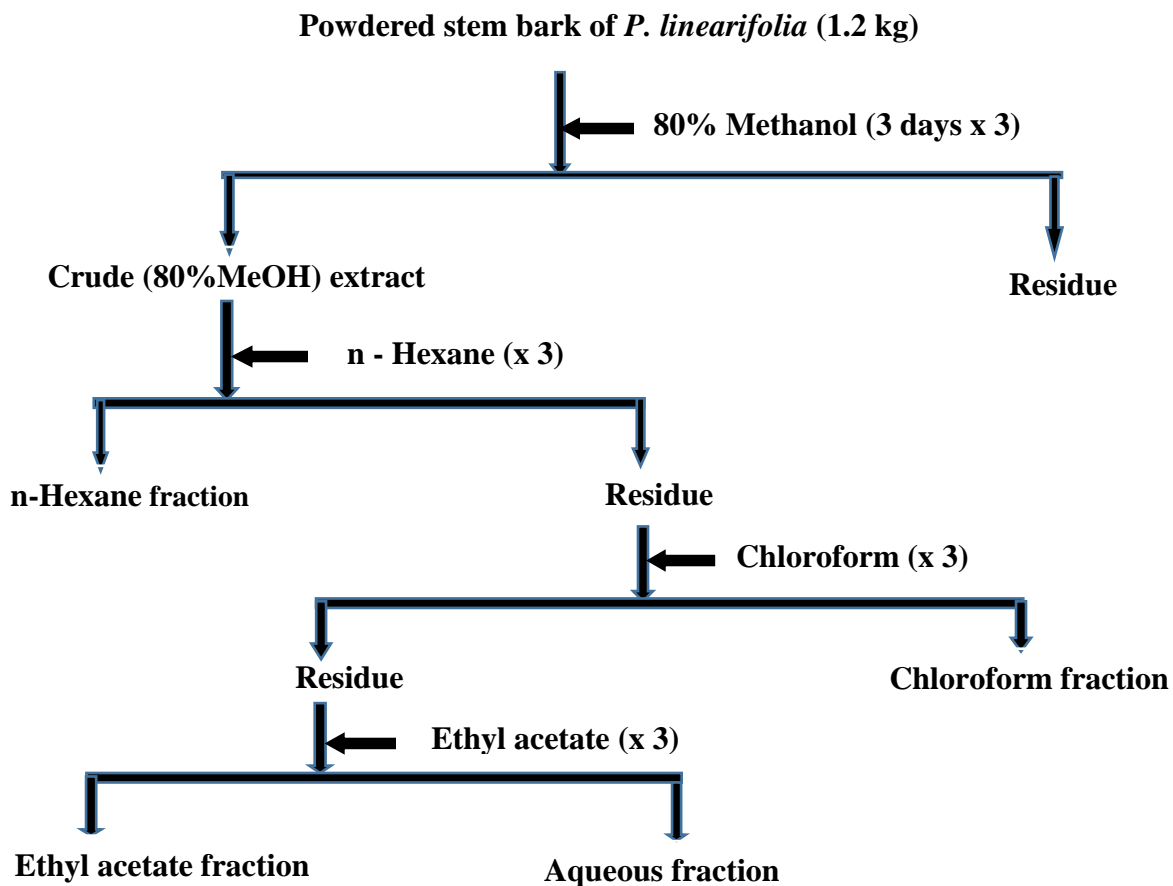 Powdered stem bark of P. linearifolia (1.2 kg)
80% Methanol (3 days x 3)
Crude (80%MeOH) extract
Residue
n - Hexane (x 3)
n-Hexane fraction
Residue
Chloroform (x 3)
Residue
Chloroform fraction
Ethyl acetate (x 3)
Ethyl acetate fraction
Aqueous fraction